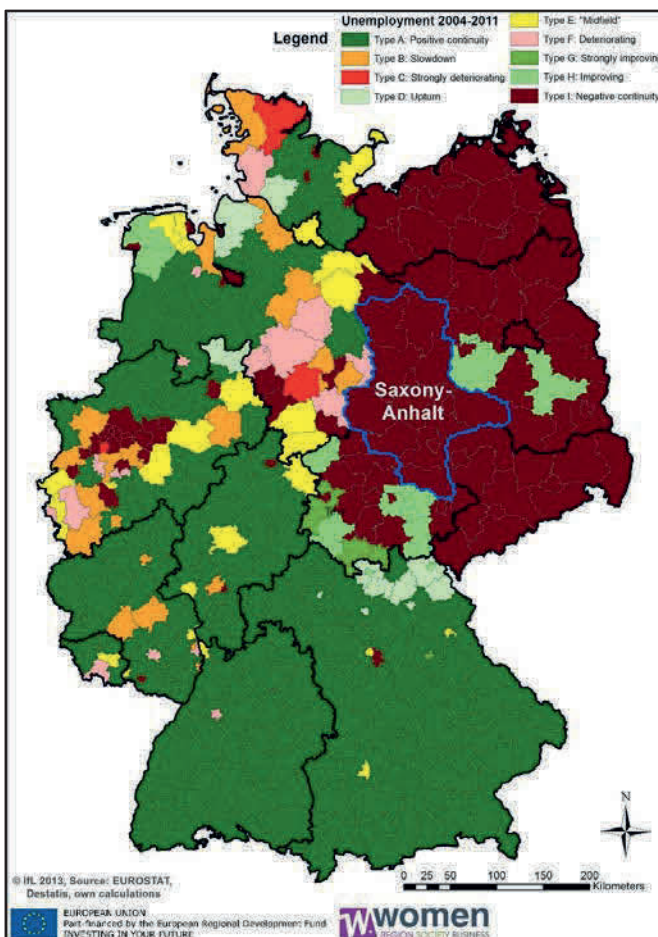 Unemployment 2004-2011
Legend
Type A: Positive continuity
Type B: Slowdown
Type C: Strongly deteriorating
Type D: Upturn
Type E: "Midfield"
Type F: Deteriorating
Type G: Strongly improving
Type H: Improving
Type I: Negative continuity
Saxony-
Anhalt
N
0 25 50 100 150 200
Kilometers
© IfL 2013, Source: EUROSTAT,
Destatis, own calculations
EUROPEAN UNION
Part-financed by the European Regional Development Fund
INVESTING IN YOUR FUTURE
W. women
REGION SOCIETY BUSINESS